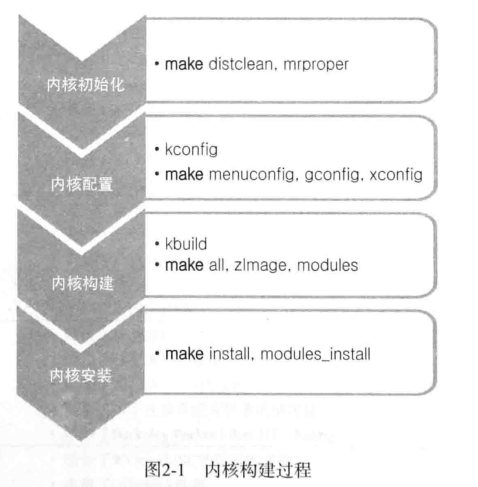 内核初始化
• make distclean, mrproper
内核配置
• kconfig
• make menuconfig, gconfig, xconfig
内核构建
• kbuild
• make all, zImage, modules
内核安装
• make install, modules_install
图2-1 内核构建过程